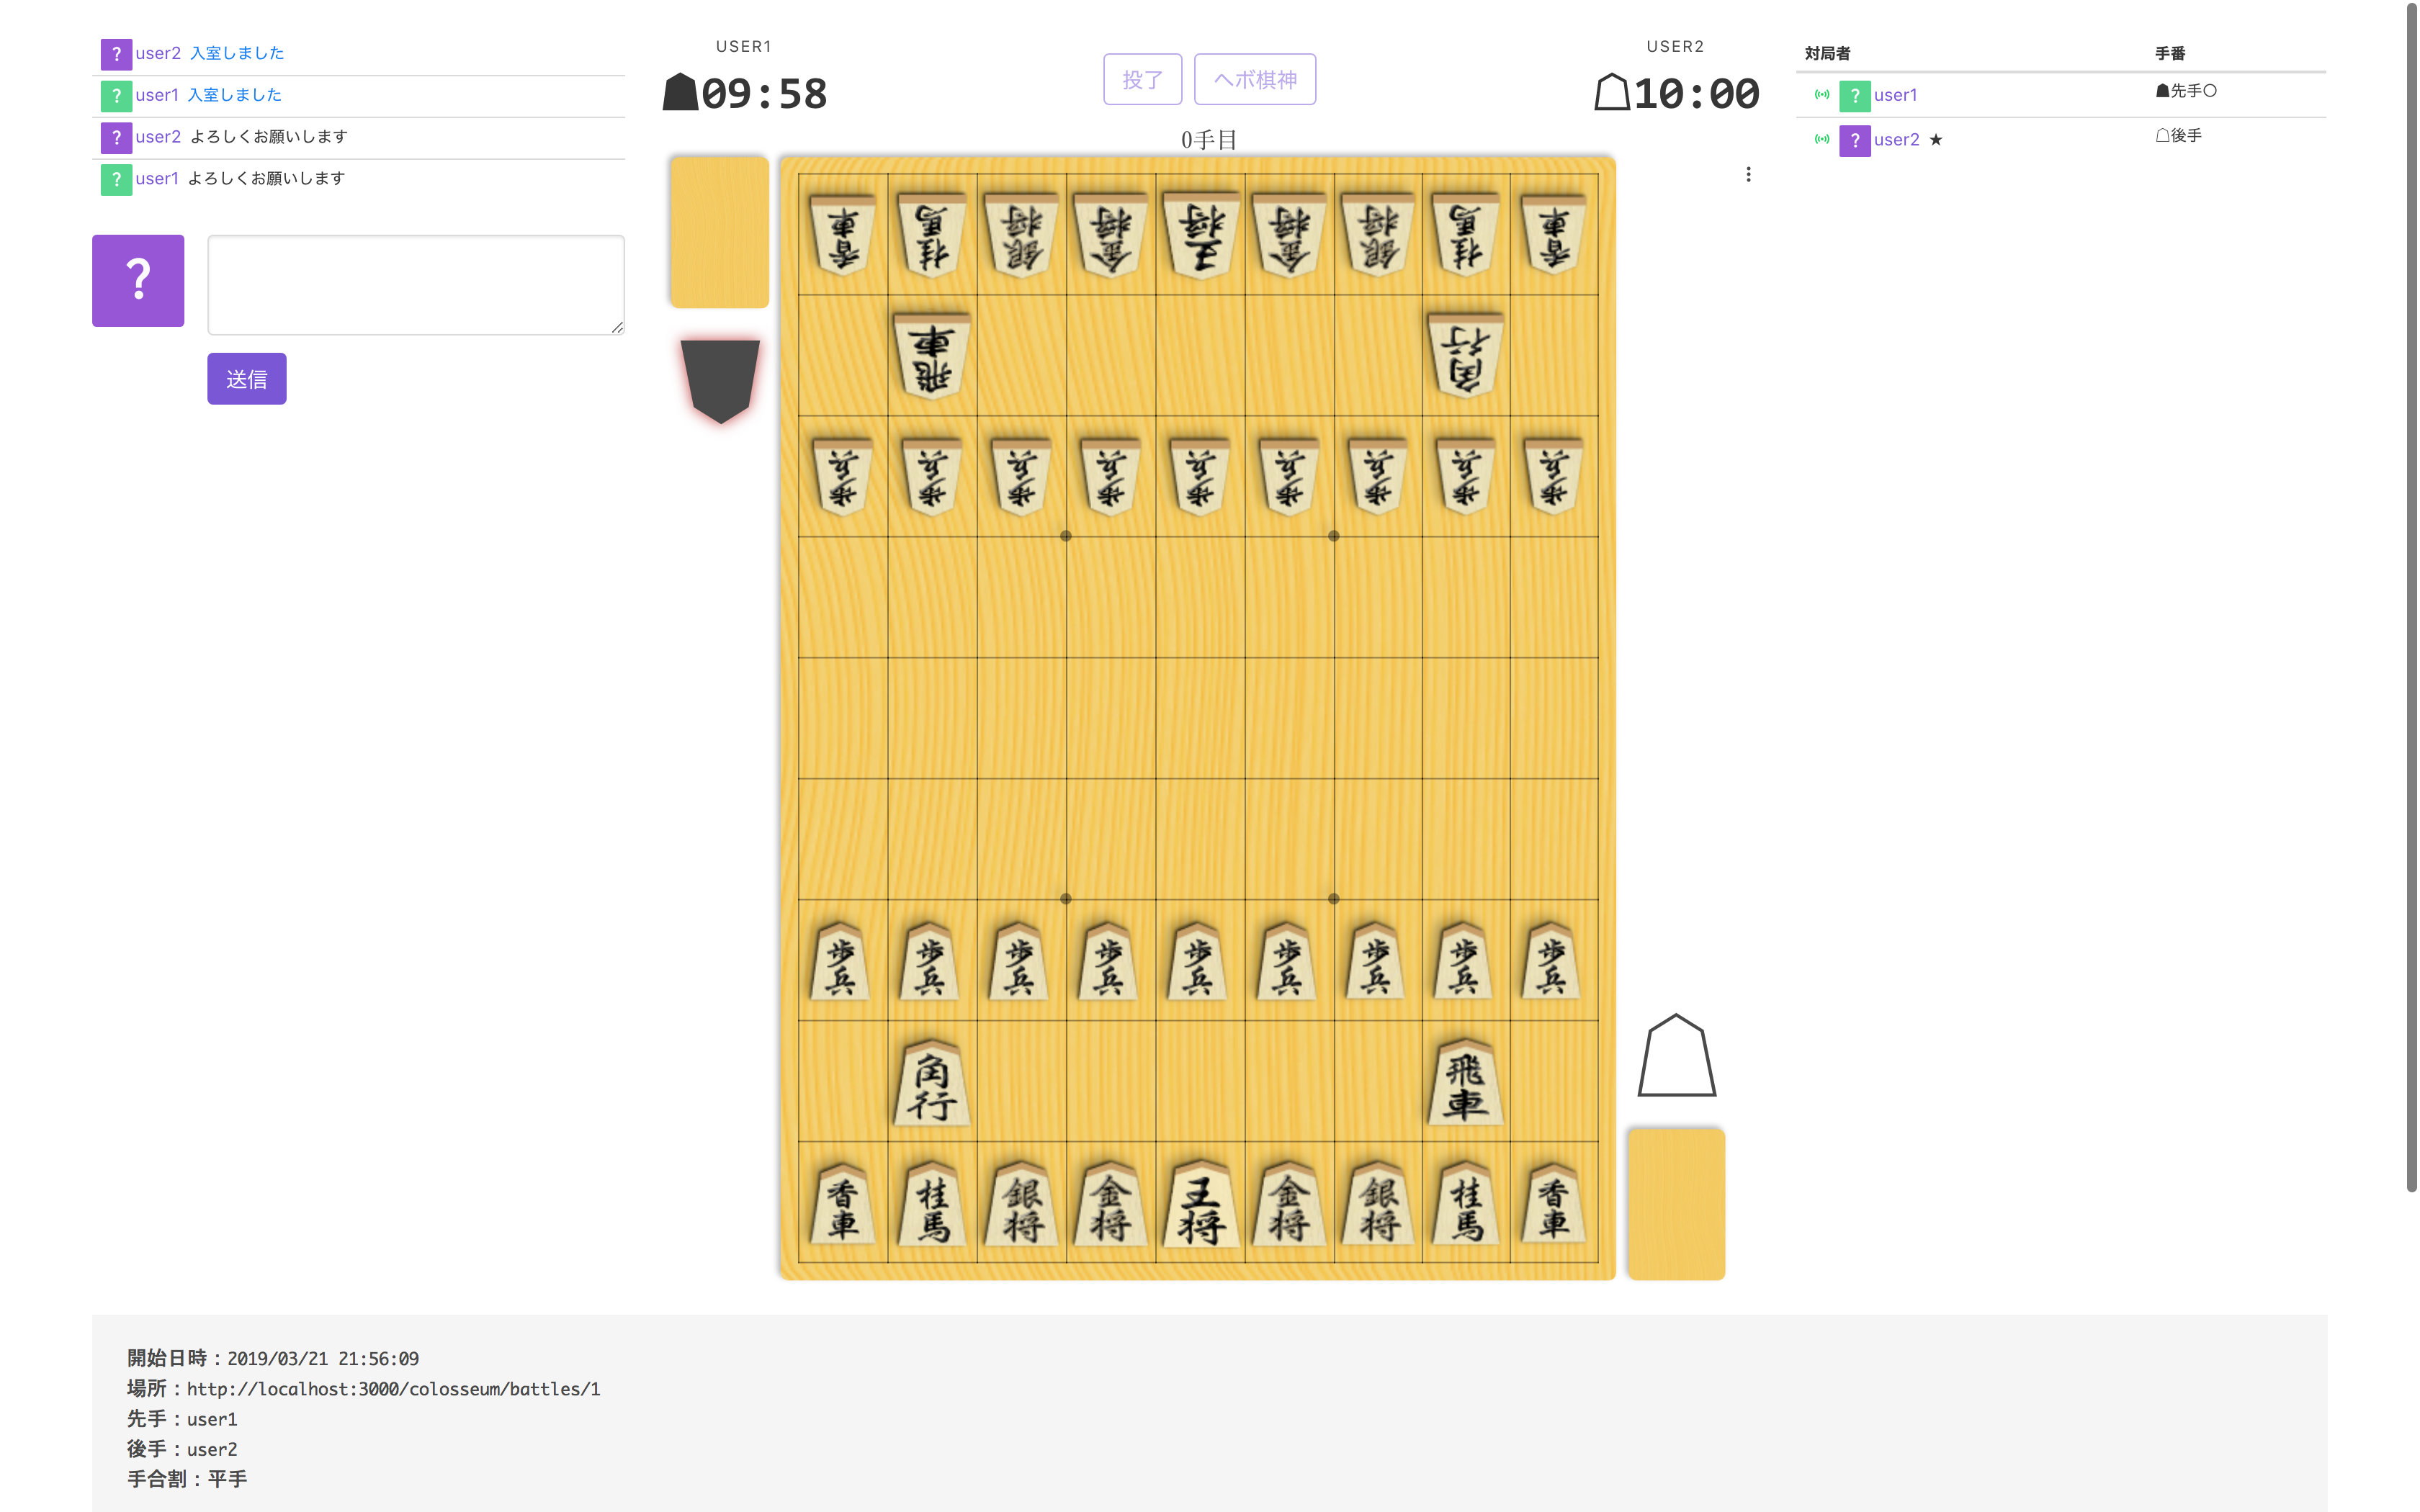 ? user2 入室しました
? user1 入室しました
? user2 よろしくお願いします
? user1 よろしくお願いします
?
送信
USER1
09:58
投了
ヘボ棋神
USER2
10:00
0手目
対局者 手番
? user1 ☗先手○
? user2 ★ ☖後手
香車 桂馬 銀将 金将 王将 金将 銀将 桂馬 香車
飛車 角行
歩兵 歩兵 歩兵 歩兵 歩兵 歩兵 歩兵 歩兵 歩兵
歩兵 歩兵 歩兵 歩兵 歩兵 歩兵 歩兵 歩兵 歩兵
角行 飛車
香車 桂馬 銀将 金将 王将 金将 銀将 桂馬 香車
開始日時：2019/03/21 21:56:09
場所：http://localhost:3000/colosseum/battles/1
先手：user1
後手：user2
手合割：平手